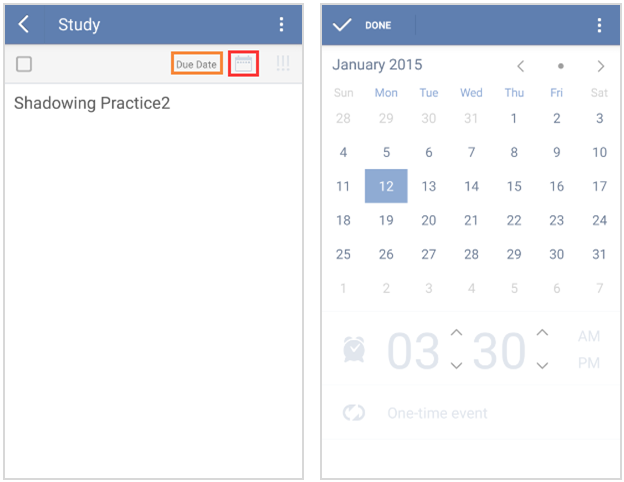 Study
Due Date
!!!
Shadowing Practice2
DONE
January 2015
Sun Mon Tue Wed Thu Fri Sat
28 29 30 31 1 2 3
4 5 6 7 8 9 10
11 12 13 14 15 16 17
18 19 20 21 22 23 24
25 26 27 28 29 30 31
1 2 3 4 5 6 7
03 30 AM
PM
One-time event